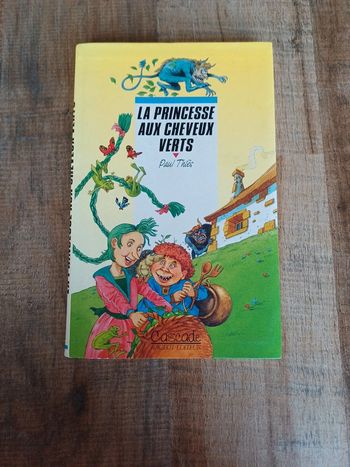 LA PRINCESSE
AUX CHEVEUX
VERTS
Paul Thiès
Cascade